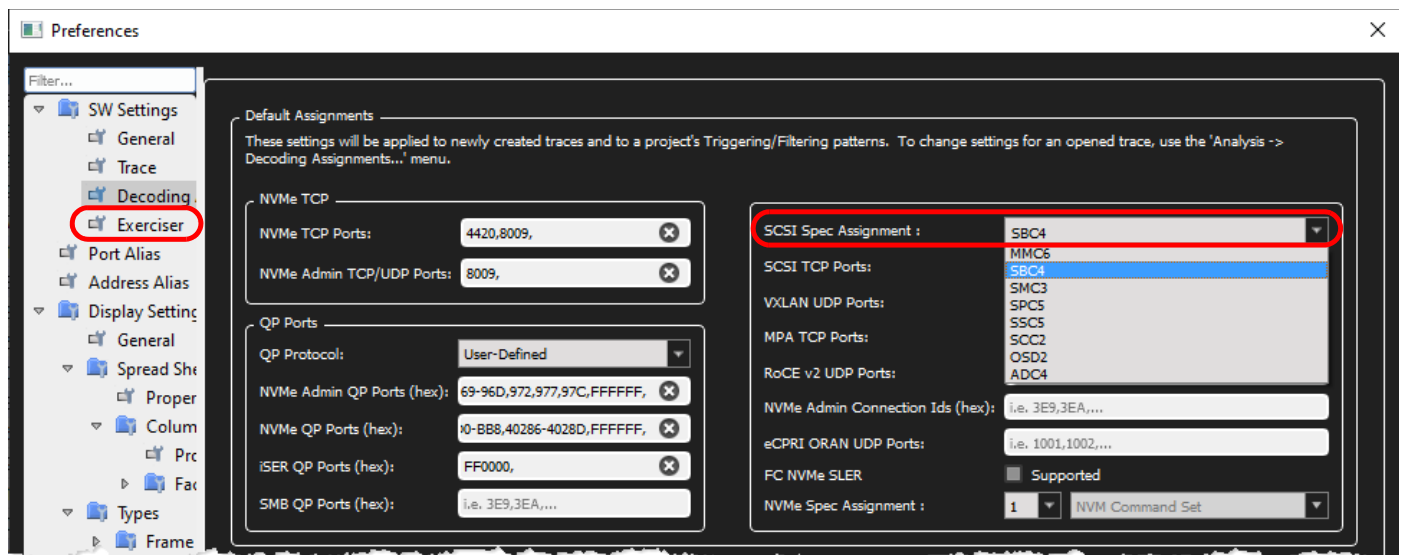 Preferences
Filter...
SW Settings
General
Trace
Decoding
Exerciser
Port Alias
Address Alias
Display Setting
General
Spread She
Proper
Colum
Pro
Fac
Types
Frame
Default Assignments
These settings will be applied to newly created traces and to a project's Triggering/Filtering patterns. To change settings for an opened trace, use the 'Analysis ->
Decoding Assignments...' menu.
NVMe TCP
NVMe TCP Ports: 4420,8009,
NVMe Admin TCP/UDP Ports: 8009,
QP Ports
QP Protocol: User-Defined
NVMe Admin QP Ports (hex): 69-96D,972,977,97C,FFFFFF,
NVMe QP Ports (hex): 0-BB8,40286-4028D,FFFFFF,
iSER QP Ports (hex): FF0000,
SMB QP Ports (hex): i.e. 3E9,3EA,...
SCSI Spec Assignment : SBC4
MMC6
SCSI TCP Ports: SBC4
SMC3
VXLAN UDP Ports: SPC5
SSC5
MPA TCP Ports: SCC2
OSD2
RoCE v2 UDP Ports: ADC4
NVMe Admin Connection Ids (hex): i.e. 3E9,3EA,...
eCPRI ORAN UDP Ports: i.e. 1001,1002,...
FC NVMe SLER Supported
NVMe Spec Assignment : 1 NVM Command Set